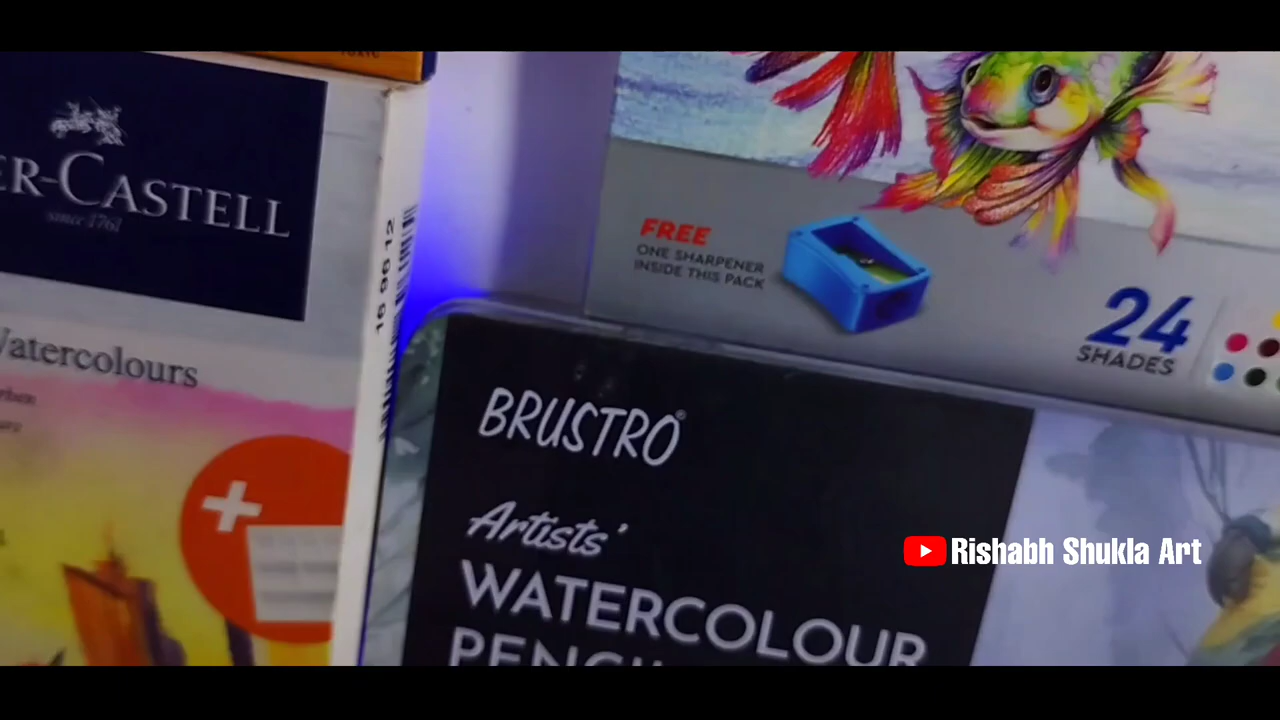 ER-CASTELL
since 1761
Watercolours
16 96 12
FREE
ONE SHARPENER
INSIDE THIS PACK
24
SHADES
BRUSTRO®
Artists'
WATERCOLOUR
Rishabh Shukla Art